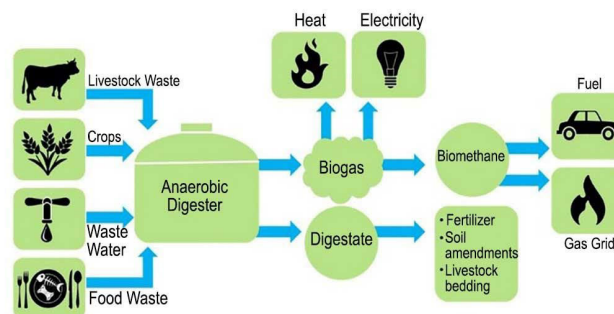 Heat
Electricity
Livestock Waste
Fuel
Crops
Biogas
Biomethane
Anaerobic
Digester
Waste
Water
Digestate
• Fertilizer
• Soil
amendments
• Livestock
bedding
Gas Grid
Food Waste